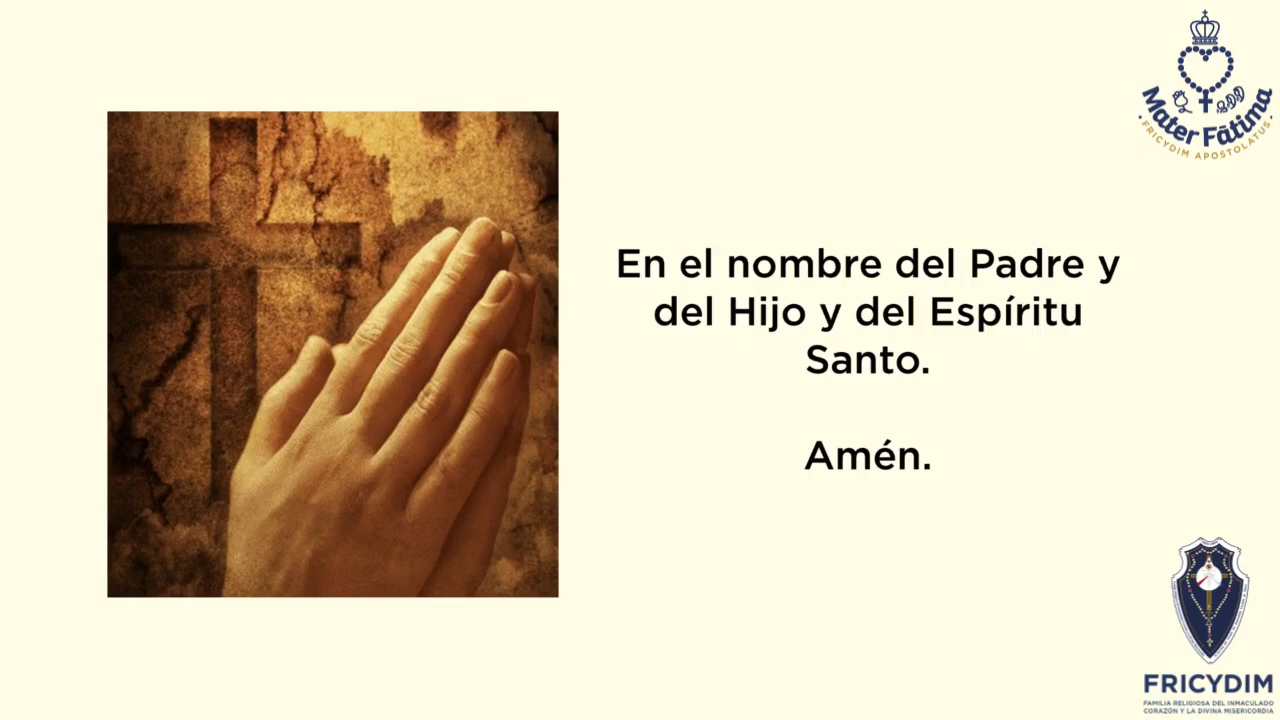 Mater Fātima
FRICYDIM APOSTOLATUS
En el nombre del Padre y
del Hijo y del Espíritu
Santo.
Amén.
FRICYDIM
FAMILIA RELIGIOSA DEL INMACULADO
CORAZÓN Y LA DIVINA MISERICORDIA